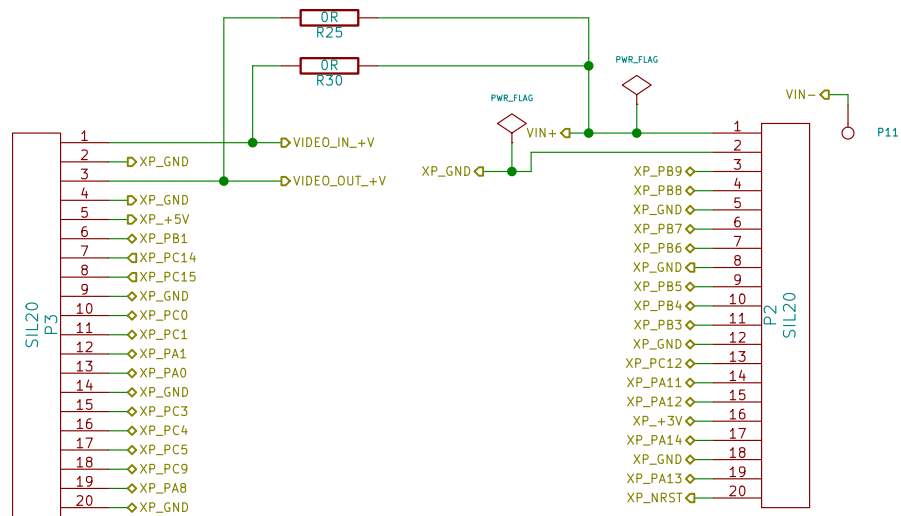 0R
R25
0R
R30
PWR_FLAG
PWR_FLAG
VIN-
P11
VIN+
1 VIDEO_IN_+V
2 XP_GND
3 VIDEO_OUT_+V
4 XP_GND
5 XP_+5V
6 XP_PB1
7 XP_PC14
8 XP_PC15
9 XP_GND
10 XP_PC0
11 XP_PC1
12 XP_PA1
13 XP_PA0
14 XP_GND
15 XP_PC3
16 XP_PC4
17 XP_PC5
18 XP_PC9
19 XP_PA8
20 XP_GND
SIL20
P3
1
XP_GND 2
XP_PB9 3
XP_PB8 4
XP_GND 5
XP_PB7 6
XP_PB6 7
XP_GND 8
XP_PB5 9
XP_PB4 10
XP_PB3 11
XP_GND 12
XP_PC12 13
XP_PA11 14
XP_PA12 15
XP_+3V 16
XP_PA14 17
XP_GND 18
XP_PA13 19
XP_NRST 20
P2
SIL20